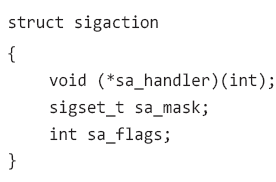 struct sigaction
{
void (*sa_handler)(int);
sigset_t sa_mask;
int sa_flags;
}